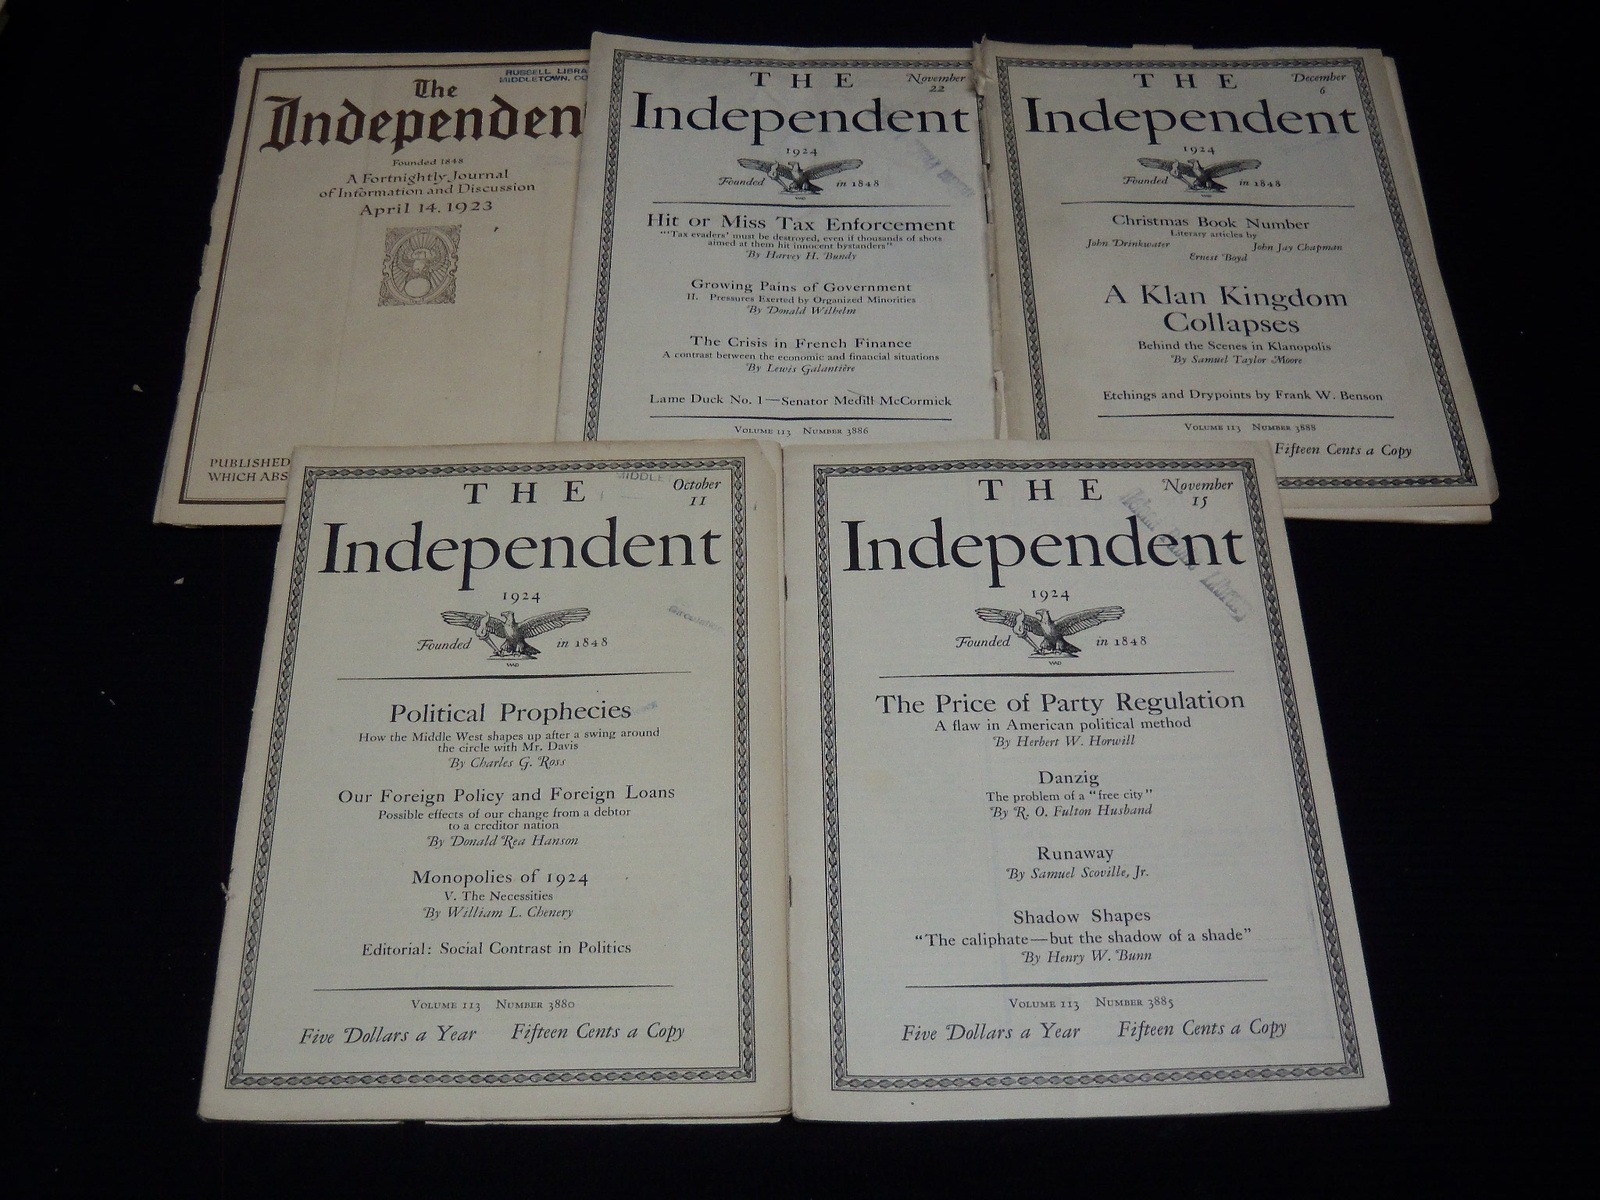 RUSSELL LIBRA
MIDDLETOWN, CO
The
Independent
Founded 1848
A Fortnightly Journal
of Information and Discussion
April 14, 1923
PUBLISHED
WHICH ABS
THE
November
22
Independent
1924
Founded in 1848
Hit or Miss Tax Enforcement
"'Tax evaders' must be destroyed, even if thousands of shots
aimed at them hit innocent bystanders"
By Harvey H. Bundy
Growing Pains of Government
II. Pressures Exerted by Organized Minorities
By Donald Wilhelm
The Crisis in French Finance
A contrast between the economic and financial situations
By Lewis Galantière
Lame Duck No. 1—Senator Medill McCormick
VOLUME 113 NUMBER 3886
THE
December
6
Independent
1924
Founded in 1848
Christmas Book Number
Literary articles by
John Drinkwater John Jay Chapman
Ernest Boyd
A Klan Kingdom
Collapses
Behind the Scenes in Klanopolis
By Samuel Taylor Moore
Etchings and Drypoints by Frank W. Benson
VOLUME 113 NUMBER 3888
Fifteen Cents a Copy
MIDDLE
THE
October
11
Independent
1924
Founded in 1848
Political Prophecies
How the Middle West shapes up after a swing around
the circle with Mr. Davis
By Charles G. Ross
Our Foreign Policy and Foreign Loans
Possible effects of our change from a debtor
to a creditor nation
By Donald Rea Hanson
Monopolies of 1924
V. The Necessities
By William L. Chenery
Editorial: Social Contrast in Politics
VOLUME 113 NUMBER 3880
Five Dollars a Year Fifteen Cents a Copy
THE
November
15
Independent
1924
Founded in 1848
The Price of Party Regulation
A flaw in American political method
By Herbert W. Horwill
Danzig
The problem of a "free city"
By R. O. Fulton Husband
Runaway
By Samuel Scoville, Jr.
Shadow Shapes
"The caliphate—but the shadow of a shade"
By Henry W. Bunn
VOLUME 113 NUMBER 3885
Five Dollars a Year Fifteen Cents a Copy